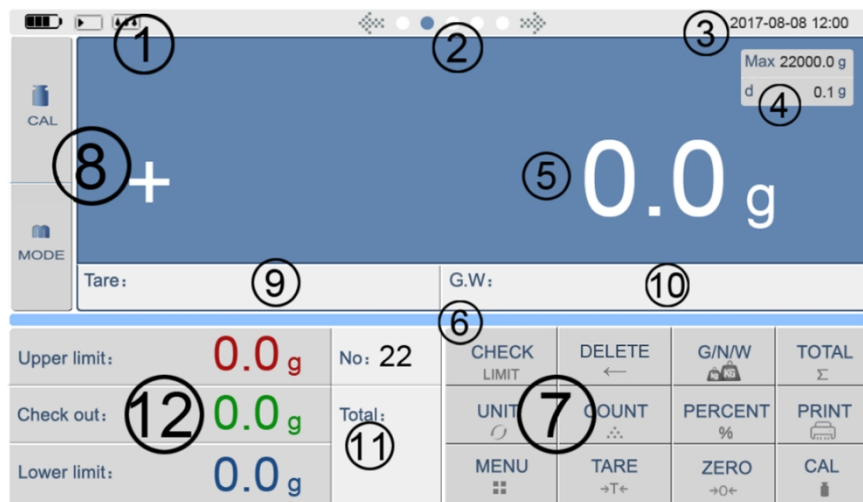 ① ② ③ 2017-08-08 12:00
Max 22000.0 g
d ④ 0.1 g
CAL
⑧ + ⑤ 0.0 g
MODE
Tare: ⑨ G.W: ⑩
⑥
Upper limit: 0.0 g No: 22 CHECK DELETE G/N/W TOTAL
LIMIT ← KG Σ
Check out: ⑫ 0.0 g Total: ⑪ UNIT ⑦ COUNT PERCENT PRINT
%
Lower limit: 0.0 g MENU TARE ZERO CAL
→T← →0←